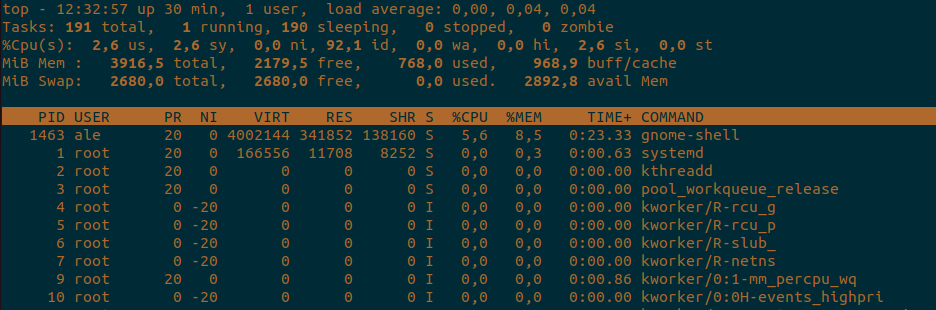 top - 12:32:57 up 30 min,  1 user,  load average: 0,00, 0,04, 0,04
Tasks: 191 total,   1 running, 190 sleeping,   0 stopped,   0 zombie
%Cpu(s):  2,6 us,  2,6 sy,  0,0 ni, 92,1 id,  0,0 wa,  0,0 hi,  2,6 si,  0,0 st
MiB Mem :   3916,5 total,   2179,5 free,    768,0 used,    968,9 buff/cache
MiB Swap:   2680,0 total,   2680,0 free,      0,0 used.   2892,8 avail Mem
PID USER      PR  NI    VIRT    RES    SHR S  %CPU  %MEM     TIME+ COMMAND
1463 ale       20   0 4002144 341852 138160 S   5,6   8,5   0:23.33 gnome-shell
1 root      20   0  166556  11708   8252 S   0,0   0,3   0:00.63 systemd
2 root      20   0       0      0      0 S   0,0   0,0   0:00.00 kthreadd
3 root      20   0       0      0      0 S   0,0   0,0   0:00.00 pool_workqueue_release
4 root       0 -20       0      0      0 I   0,0   0,0   0:00.00 kworker/R-rcu_g
5 root       0 -20       0      0      0 I   0,0   0,0   0:00.00 kworker/R-rcu_p
6 root       0 -20       0      0      0 I   0,0   0,0   0:00.00 kworker/R-slub_
7 root       0 -20       0      0      0 I   0,0   0,0   0:00.00 kworker/R-netns
9 root      20   0       0      0      0 I   0,0   0,0   0:00.86 kworker/0:1-mm_percpu_wq
10 root       0 -20       0      0      0 I   0,0   0,0   0:00.00 kworker/0:0H-events_highpri